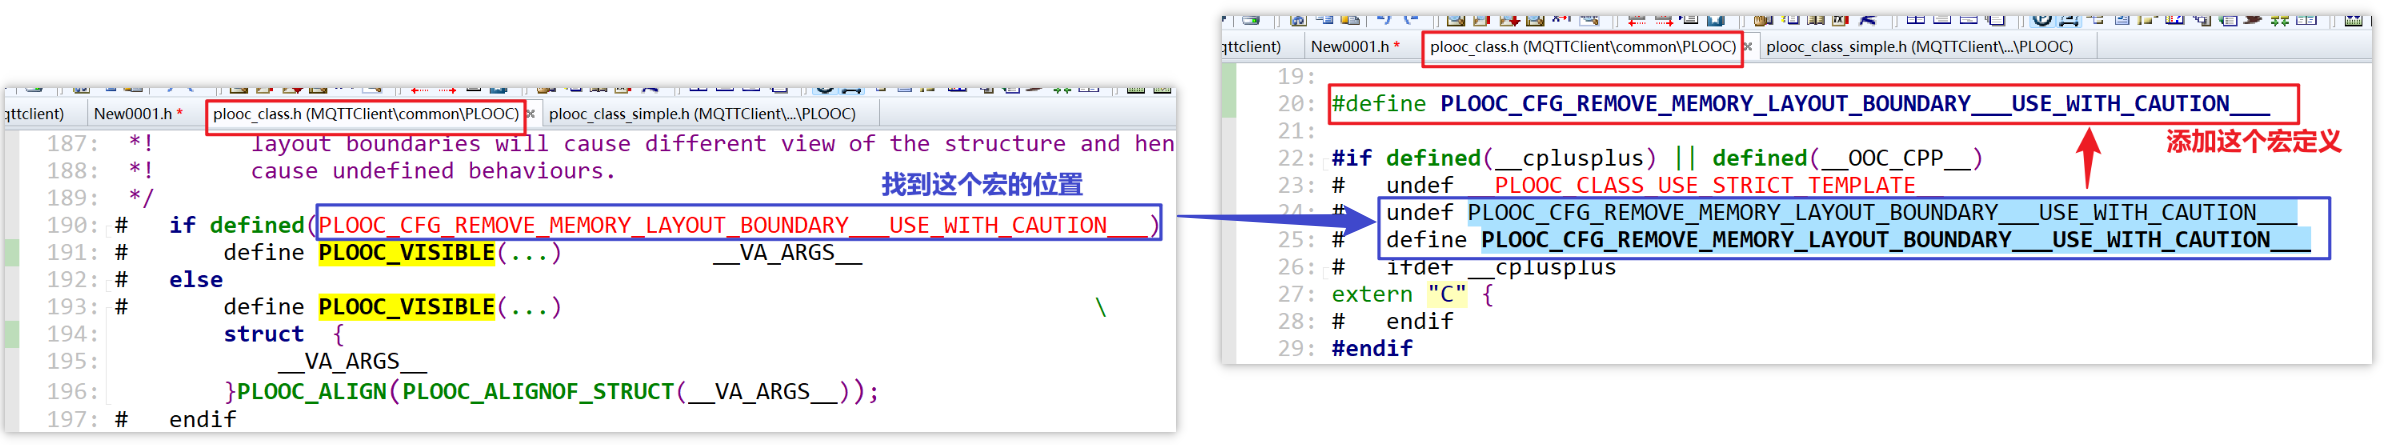 qttclient)
New0001.h *
plooc_class.h (MQTTClient\common\PLOOC)
plooc_class_simple.h (MQTTClient\...\PLOOC)
187: *! layout boundaries will cause different view of the structure and hen
188: *! cause undefined behaviours.
189: */
找到这个宏的位置
190: # if defined(PLOOC_CFG_REMOVE_MEMORY_LAYOUT_BOUNDARY___USE_WITH_CAUTION___)
191: # define PLOOC_VISIBLE(...) __VA_ARGS__
192: # else
193: # define PLOOC_VISIBLE(...) \
194: struct {
195: __VA_ARGS__
196: }PLOOC_ALIGN(PLOOC_ALIGNOF_STRUCT(__VA_ARGS__));
197: # endif
qttclient)
New0001.h *
plooc_class.h (MQTTClient\common\PLOOC)
plooc_class_simple.h (MQTTClient\...\PLOOC)
19:
20: #define PLOOC_CFG_REMOVE_MEMORY_LAYOUT_BOUNDARY___USE_WITH_CAUTION___
21:
添加这个宏定义
22: #if defined(__cplusplus) || defined(__OOC_CPP__)
23: # undef __PLOOC_CLASS_USE_STRICT_TEMPLATE__
24: # undef PLOOC_CFG_REMOVE_MEMORY_LAYOUT_BOUNDARY___USE_WITH_CAUTION___
25: # define PLOOC_CFG_REMOVE_MEMORY_LAYOUT_BOUNDARY___USE_WITH_CAUTION___
26: # ifdef __cplusplus
27: extern "C" {
28: # endif
29: #endif